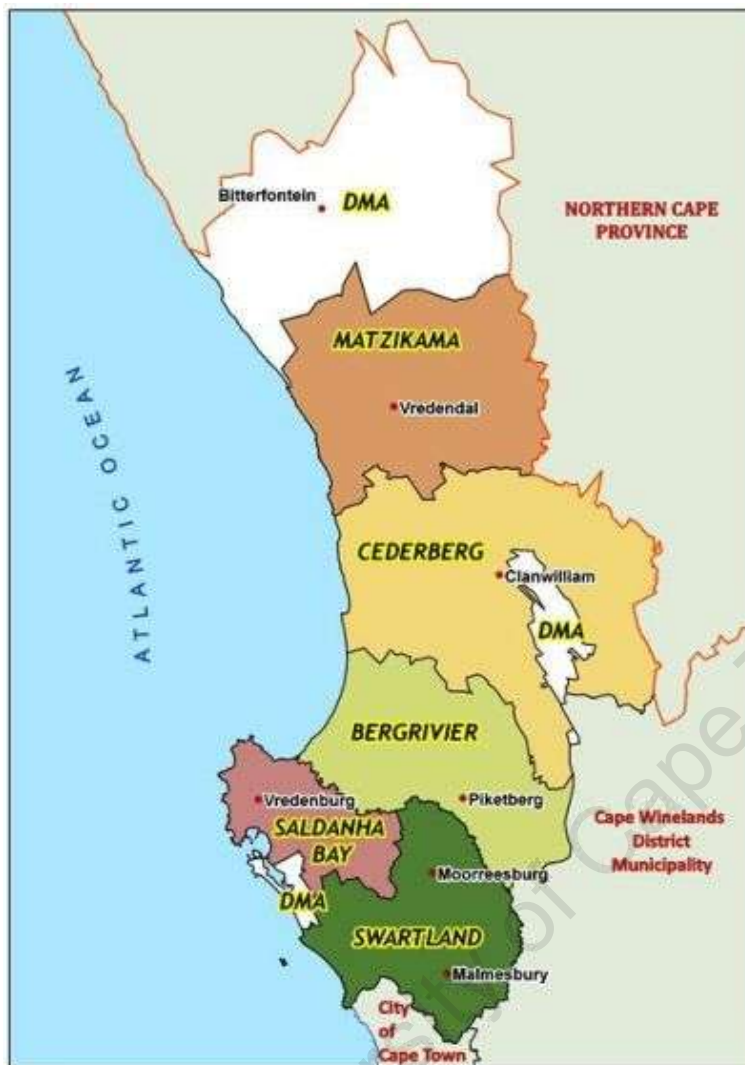 Bitterfontein
DMA
NORTHERN CAPE
PROVINCE
MATZIKAMA
Vredendal
ATLANTIC OCEAN
CEDERBERG
Clanwilliam
DMA
BERGRIVIER
Vredenburg
Piketberg
SALDANHA
BAY
Cape Winelands
District
Municipality
Moorreesburg
DMA
SWARTLAND
Malmesbury
City
of
Cape Town